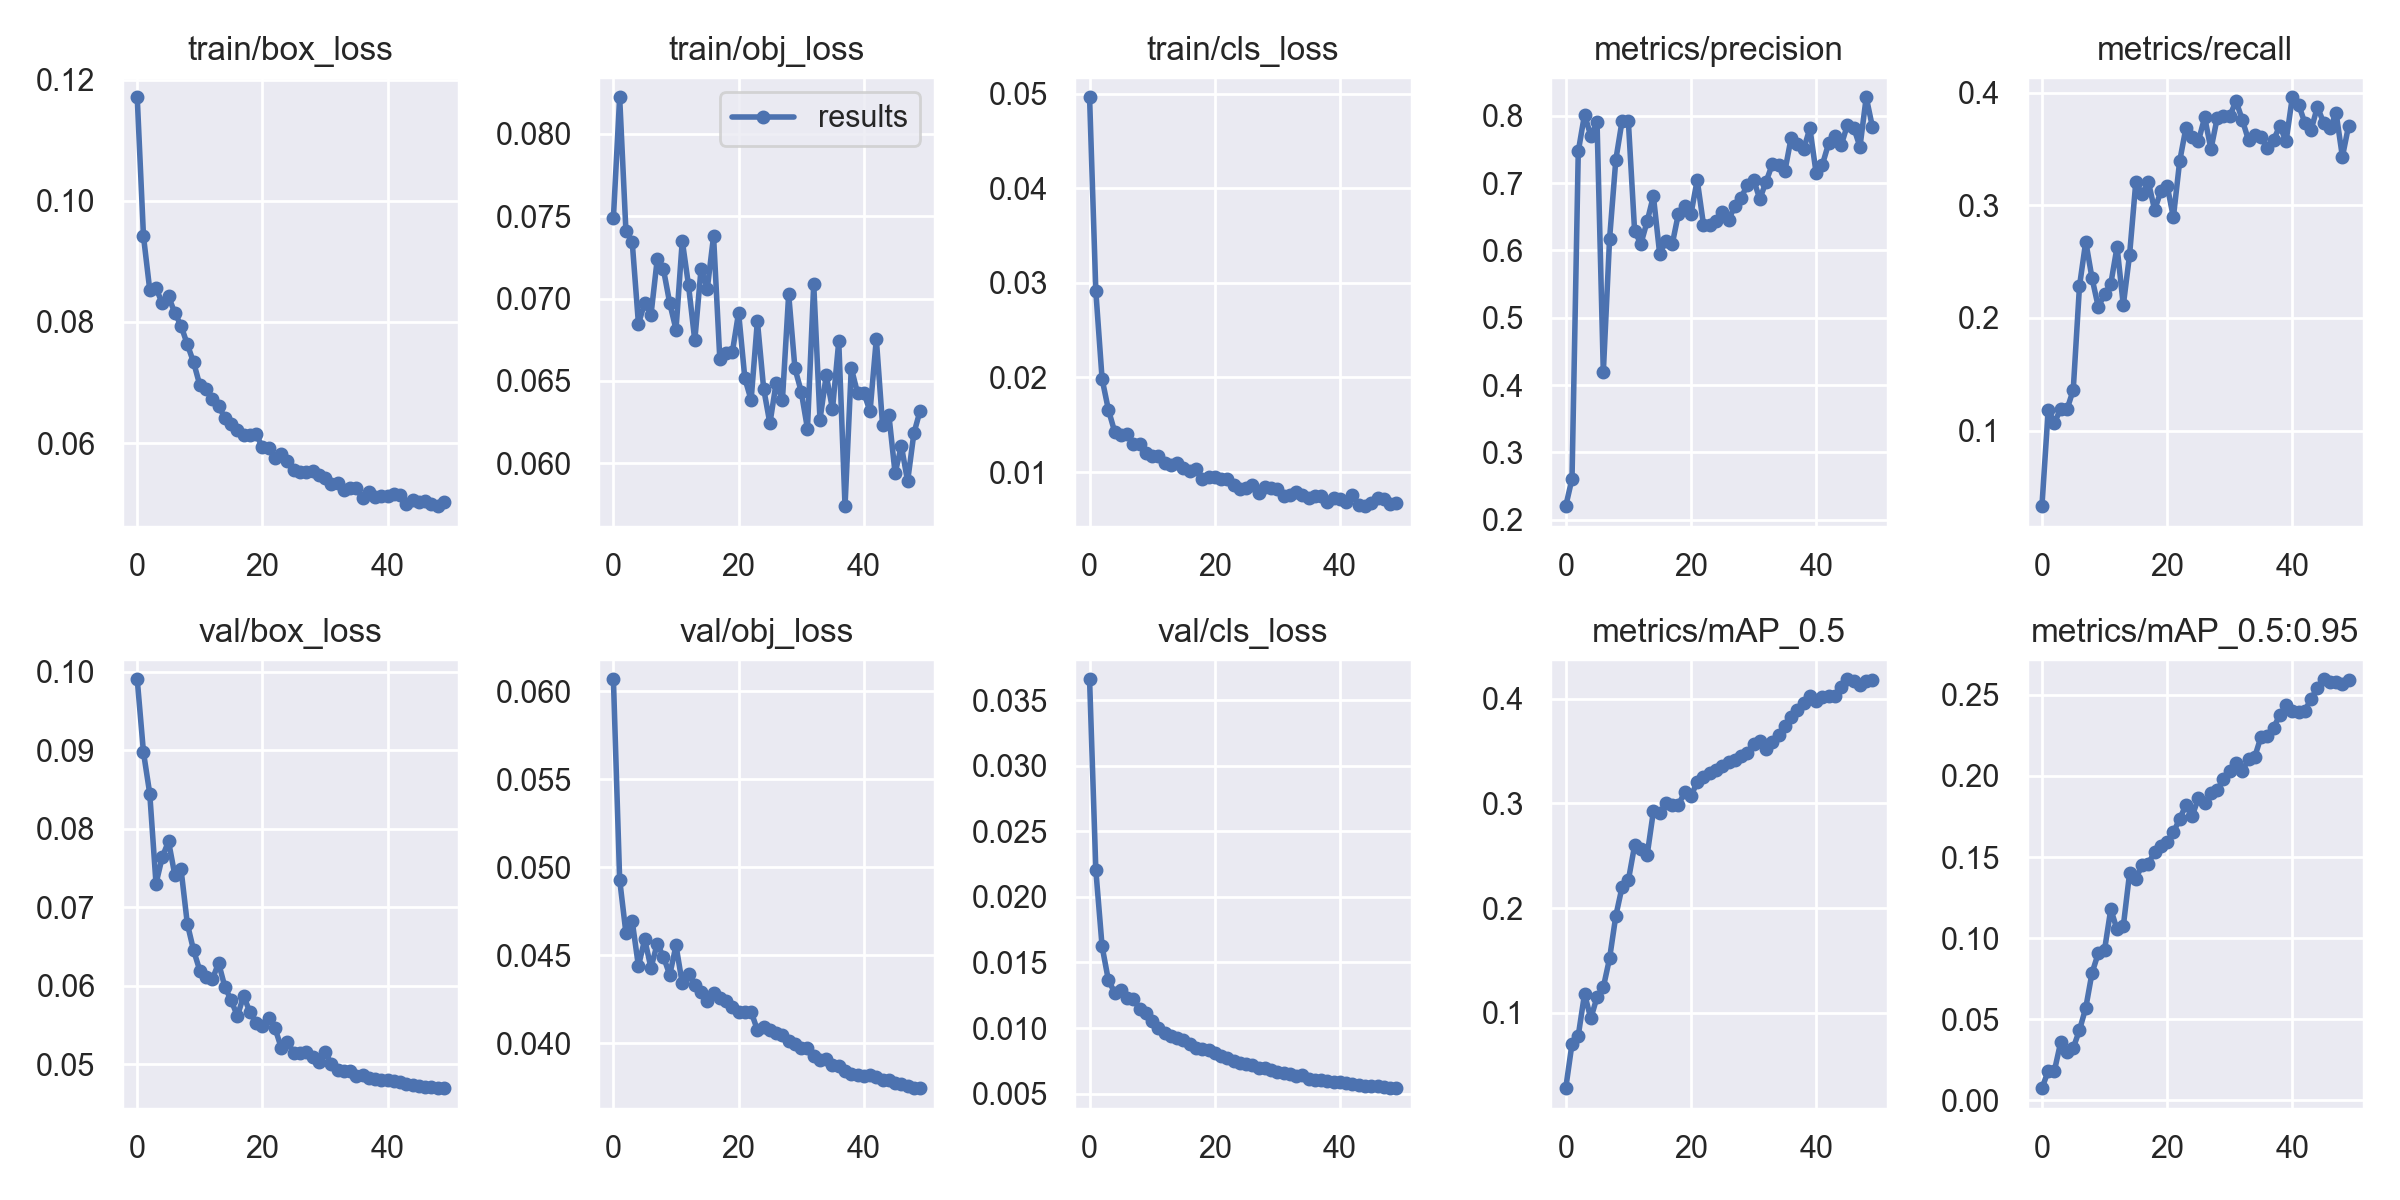 train/box_loss
0.12
0.10
0.08
0.06
0 20 40
train/obj_loss
results
0.080
0.075
0.070
0.065
0.060
0 20 40
train/cls_loss
0.05
0.04
0.03
0.02
0.01
0 20 40
metrics/precision
0.8
0.7
0.6
0.5
0.4
0.3
0.2
0 20 40
metrics/recall
0.4
0.3
0.2
0.1
0 20 40
val/box_loss
0.10
0.09
0.08
0.07
0.06
0.05
0 20 40
val/obj_loss
0.060
0.055
0.050
0.045
0.040
0 20 40
val/cls_loss
0.035
0.030
0.025
0.020
0.015
0.010
0.005
0 20 40
metrics/mAP_0.5
0.4
0.3
0.2
0.1
0 20 40
metrics/mAP_0.5:0.95
0.25
0.20
0.15
0.10
0.05
0.00
0 20 40